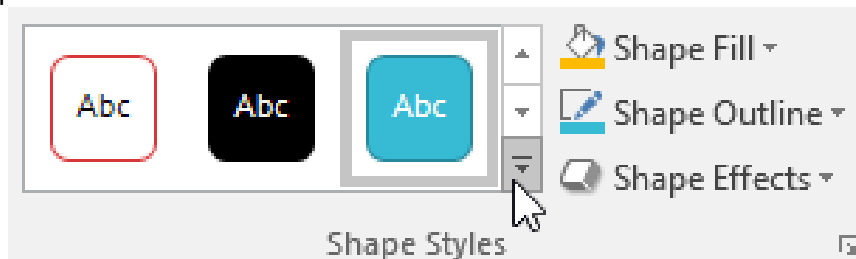 Abc Abc Abc
Shape Fill
Shape Outline
Shape Effects
Shape Styles